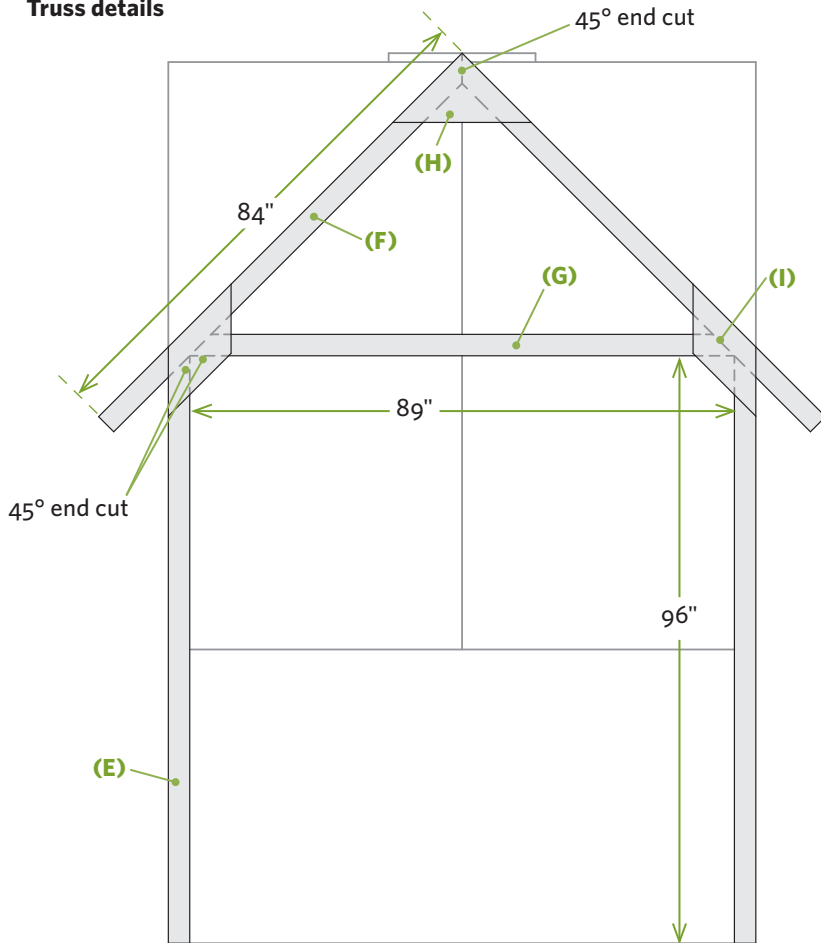 Truss details
45° end cut
(H)
84"
(F)
(G)
(I)
89"
45° end cut
96"
(E)